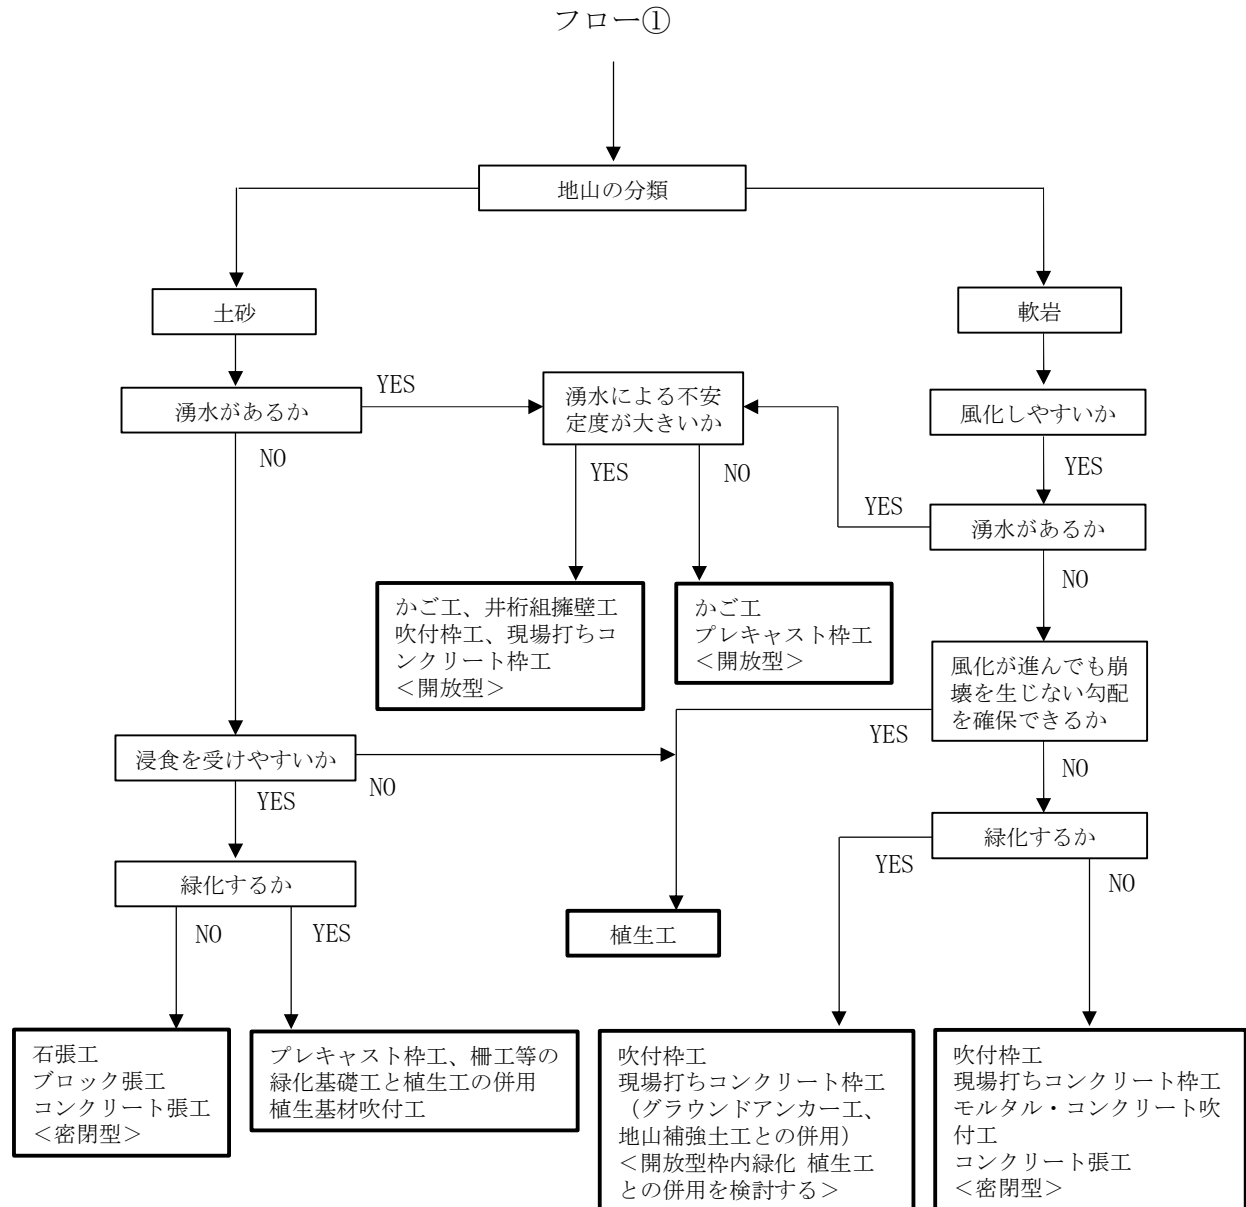 フロー①
地山の分類
土砂
軟岩
湧水があるか
YES
NO
湧水による不安
定度が大きいか
YES
NO
風化しやすいか
YES
湧水があるか
YES
NO
かご工、井桁組擁壁工
吹付枠工、現場打ちコ
ンクリート枠工
＜開放型＞
かご工
プレキャスト枠工
＜開放型＞
風化が進んでも崩
壊を生じない勾配
を確保できるか
YES
NO
浸食を受けやすいか
NO
YES
緑化するか
YES
NO
緑化するか
NO
YES
植生工
石張工
ブロック張工
コンクリート張工
＜密閉型＞
プレキャスト枠工、柵工等の
緑化基礎工と植生工の併用
植生基材吹付工
吹付枠工
現場打ちコンクリート枠工
（グラウンドアンカー工、
地山補強土工との併用）
＜開放型枠内緑化 植生工
との併用を検討する＞
吹付枠工
現場打ちコンクリート枠工
モルタル・コンクリート吹
付工
コンクリート張工
＜密閉型＞